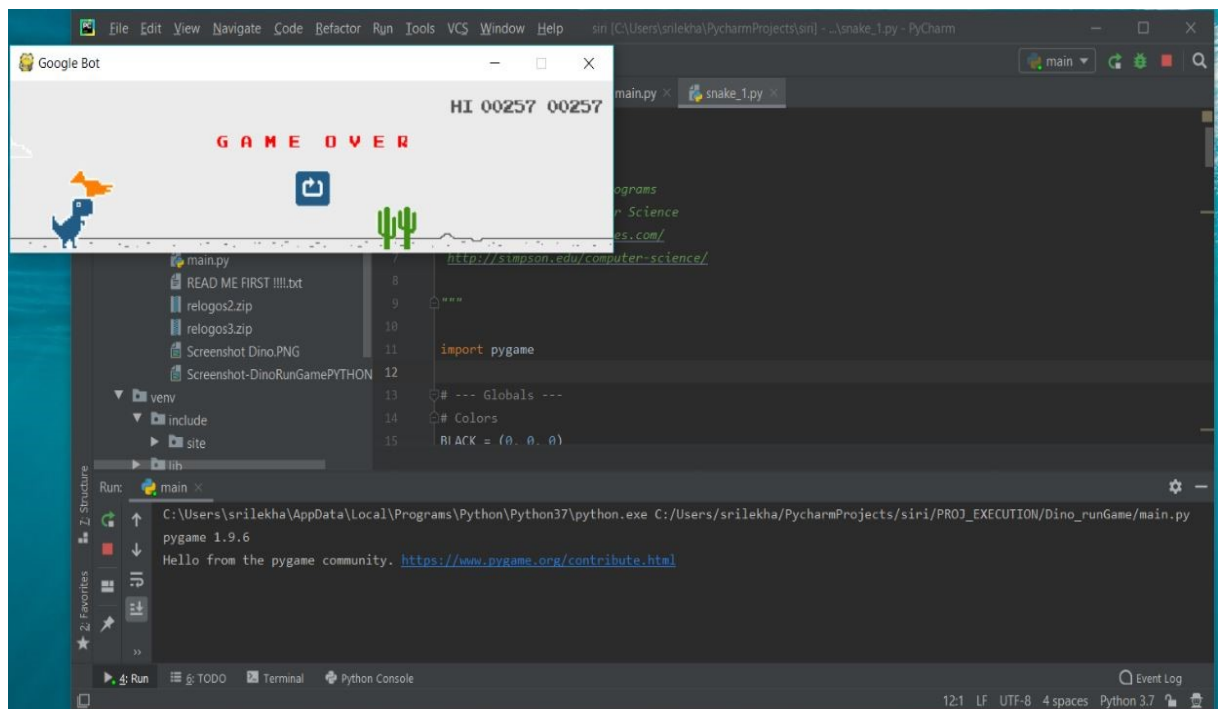 File Edit View Navigate Code Refactor Run Tools VCS Window Help siri [C:\Users\srilekha\PycharmProjects\siri] - ...\snake_1.py - PyCharm
Google Bot
main
main.py
snake_1.py
HI 00257 00257
GAME OVER
ograms
r Science
es.com/
7 http://simpson.edu/computer-science/
main.py
READ ME FIRST !!!!.txt
relogos2.zip
relogos3.zip
Screenshot Dino.PNG
Screenshot-DinoRunGamePYTHON
venv
include
site
lib
8
9 """
10
11 import pygame
12
13 # --- Globals ---
14 # Colors
15 BLACK = (0, 0, 0)
Z: Structure
2: Favorites
Run: main
C:\Users\srilekha\AppData\Local\Programs\Python\Python37\python.exe C:/Users/srilekha/PycharmProjects/siri/PROJ_EXECUTION/Dino_runGame/main.py
pygame 1.9.6
Hello from the pygame community. https://www.pygame.org/contribute.html
4: Run 6: TODO Terminal Python Console Event Log
12:1 LF UTF-8 4 spaces Python 3.7